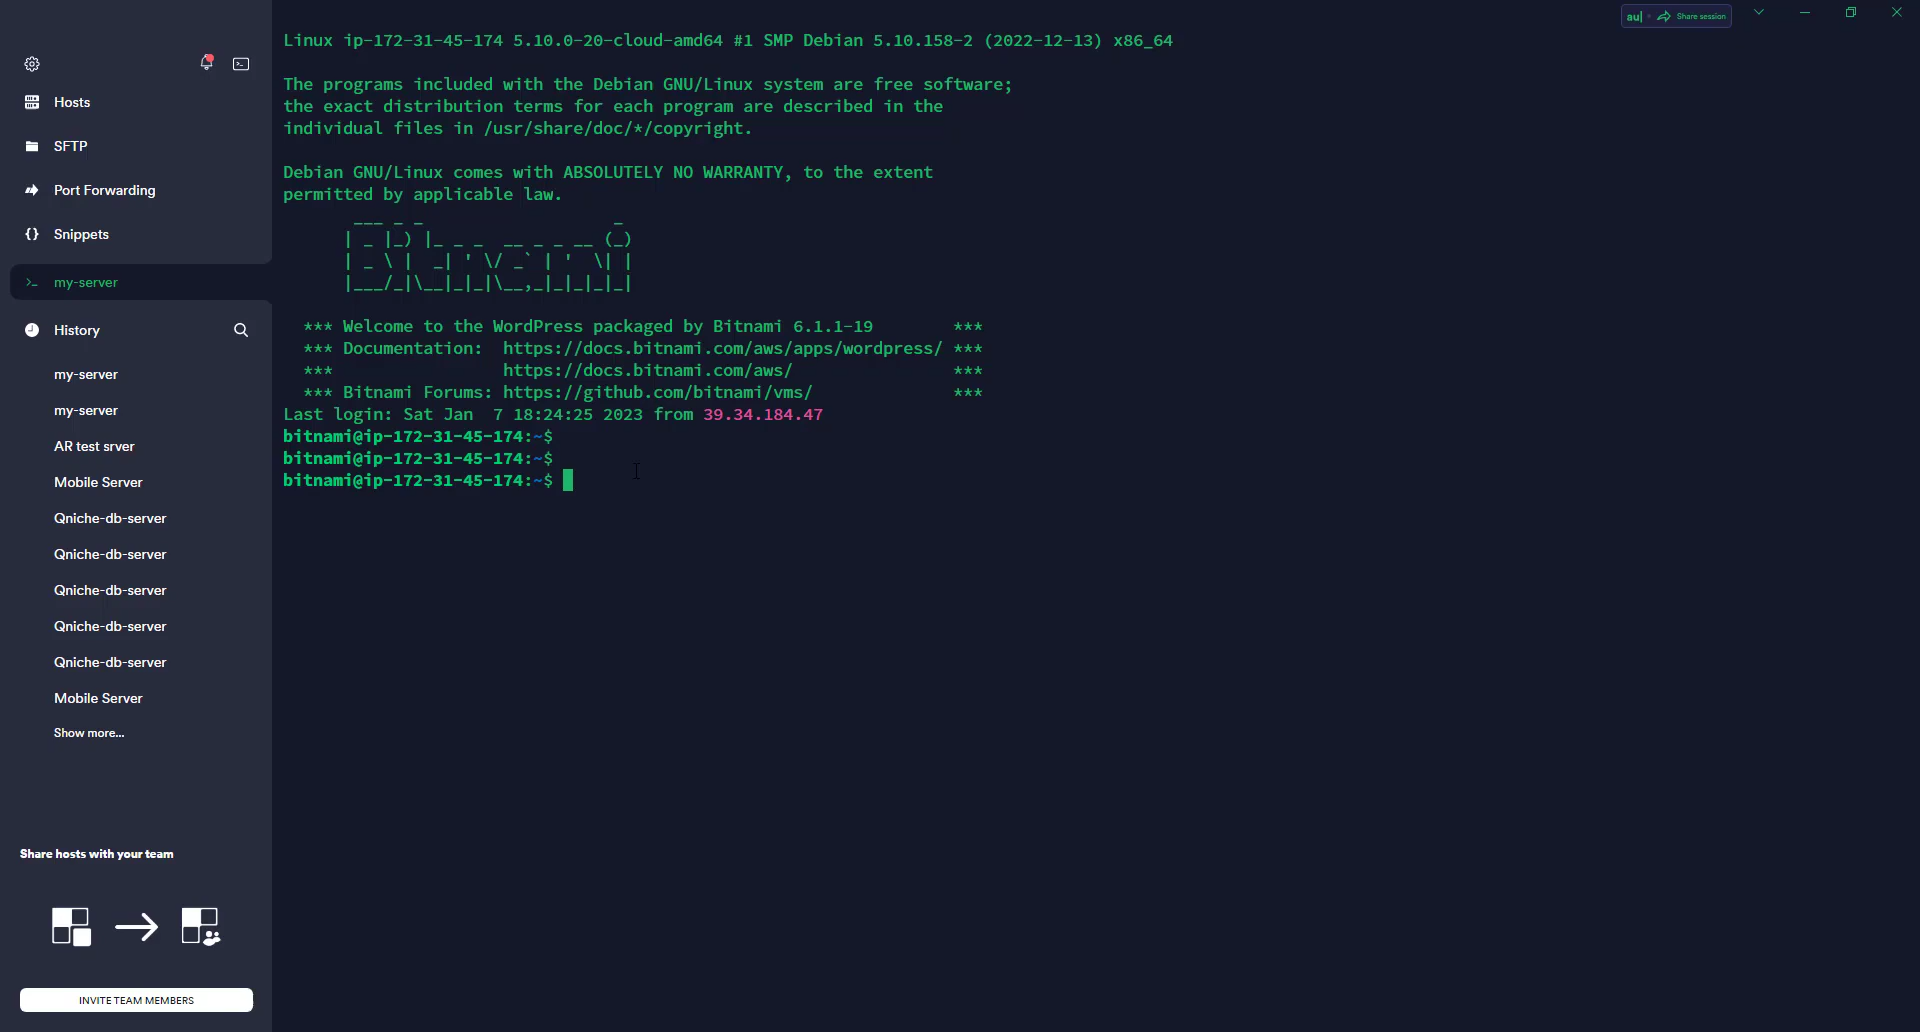 au| Share session
Hosts
SFTP
Port Forwarding
Snippets
my-server
History
my-server
my-server
AR test srver
Mobile Server
Qniche-db-server
Qniche-db-server
Qniche-db-server
Qniche-db-server
Qniche-db-server
Mobile Server
Show more...
Share hosts with your team
INVITE TEAM MEMBERS
Linux ip-172-31-45-174 5.10.0-20-cloud-amd64 #1 SMP Debian 5.10.158-2 (2022-12-13) x86_64
The programs included with the Debian GNU/Linux system are free software;
the exact distribution terms for each program are described in the
individual files in /usr/share/doc/*/copyright.
Debian GNU/Linux comes with ABSOLUTELY NO WARRANTY, to the extent
permitted by applicable law.
       ___ _ _                   _
      | _ |_) |_ _ _  __ _ _ __ (_)
      | _ \ |  _| ' \/ _` | '  \| |
      |___/_|\__|_|_|\__,_|_|_|_|_|
*** Welcome to the WordPress packaged by Bitnami 6.1.1-19        ***
*** Documentation:  https://docs.bitnami.com/aws/apps/wordpress/ ***
***                 https://docs.bitnami.com/aws/                ***
*** Bitnami Forums: https://github.com/bitnami/vms/              ***
Last login: Sat Jan  7 18:24:25 2023 from 39.34.184.47
bitnami@ip-172-31-45-174:~$
bitnami@ip-172-31-45-174:~$
bitnami@ip-172-31-45-174:~$